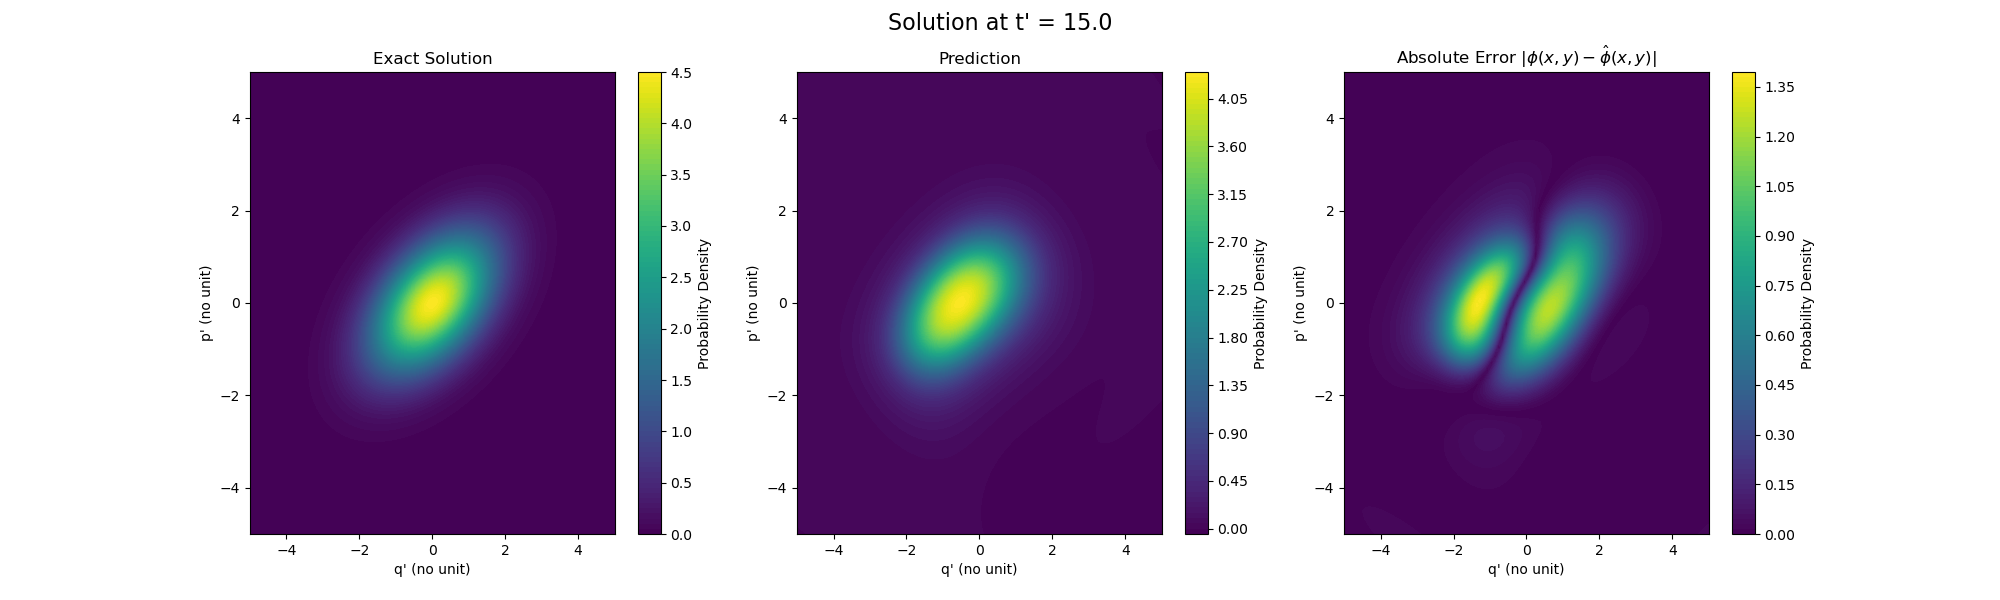 Solution at t' = 15.0
Exact Solution
4
2
0
−2
−4
p' (no unit)
−4 −2 0 2 4
q' (no unit)
4.5
4.0
3.5
3.0
2.5
2.0
1.5
1.0
0.5
0.0
Probability Density
Prediction
4
2
0
−2
−4
p' (no unit)
−4 −2 0 2 4
q' (no unit)
4.05
3.60
3.15
2.70
2.25
1.80
1.35
0.90
0.45
0.00
Probability Density
Absolute Error |ϕ(x, y) − ϕ̂(x, y)|
4
2
0
−2
−4
p' (no unit)
−4 −2 0 2 4
q' (no unit)
1.35
1.20
1.05
0.90
0.75
0.60
0.45
0.30
0.15
0.00
Probability Density